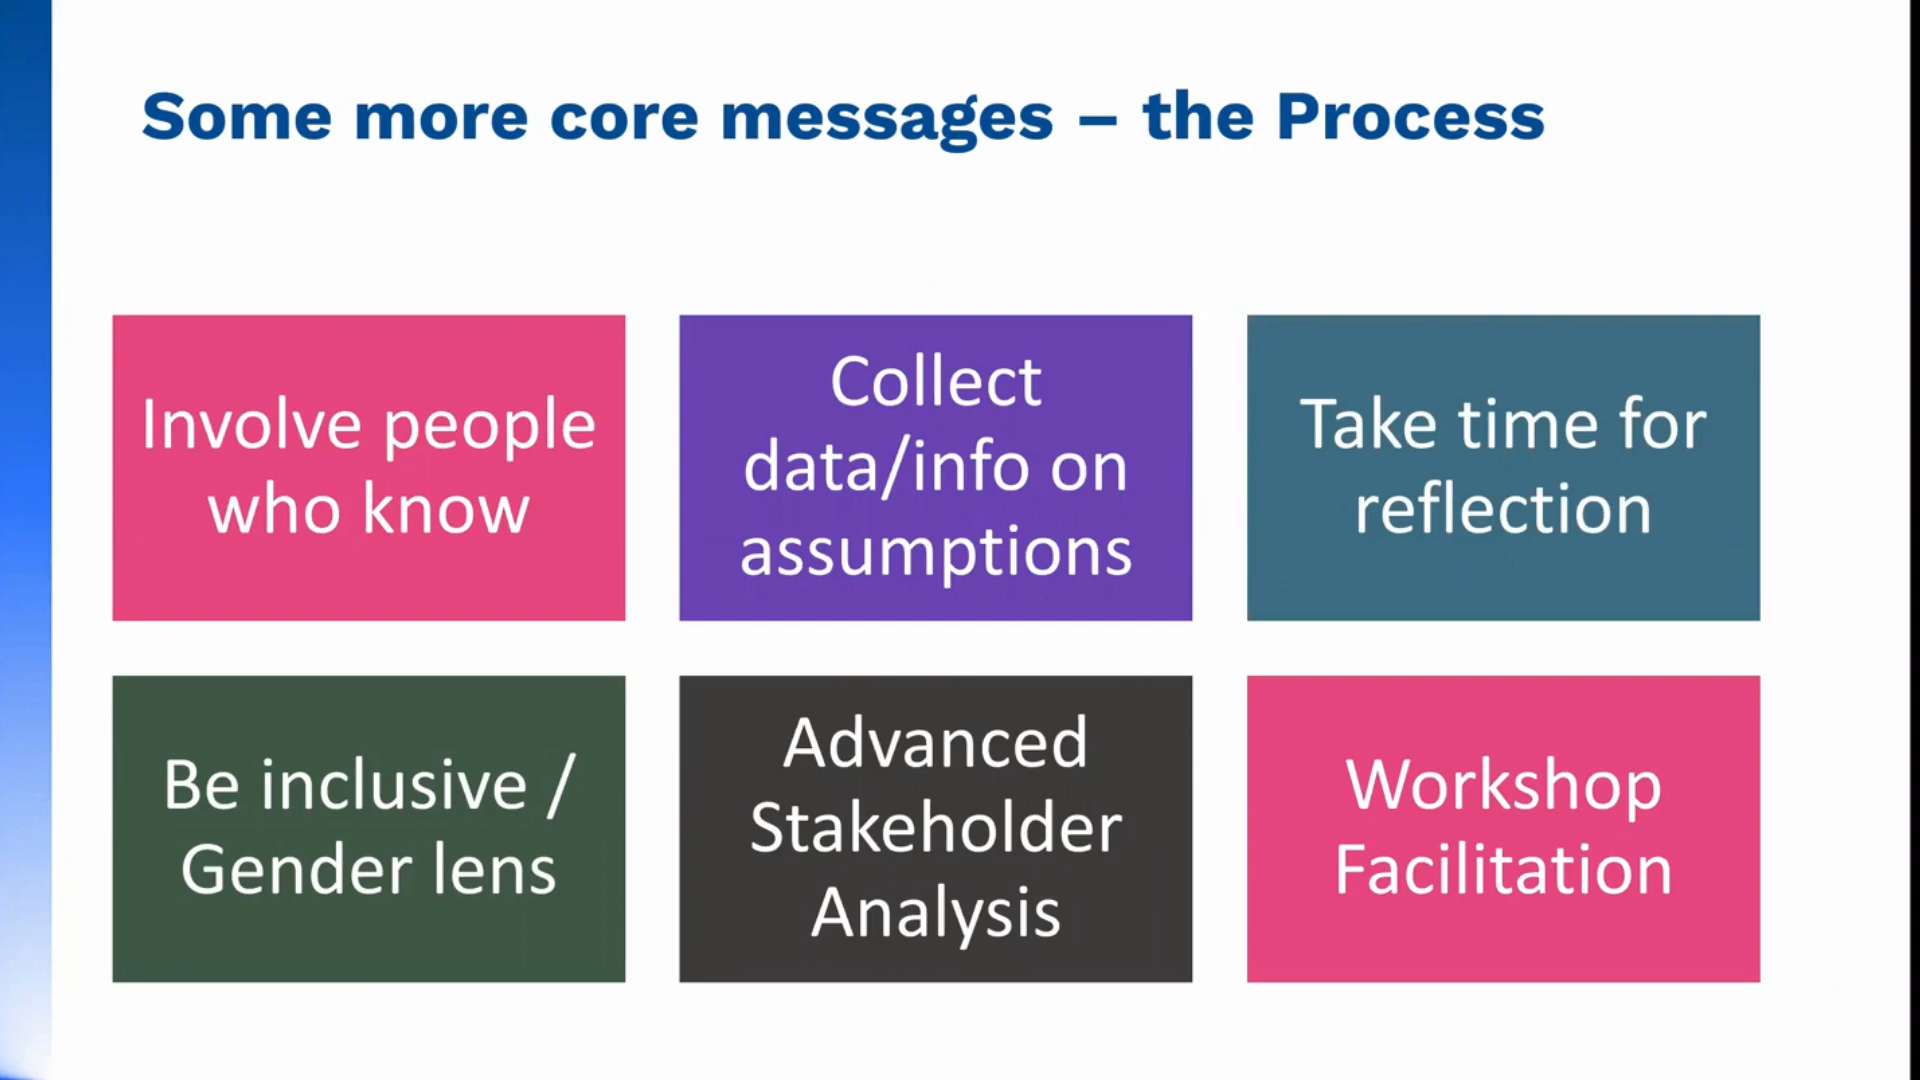 Some more core messages – the Process
Involve people
who know
Collect
data/info on
assumptions
Take time for
reflection
Be inclusive /
Gender lens
Advanced
Stakeholder
Analysis
Workshop
Facilitation